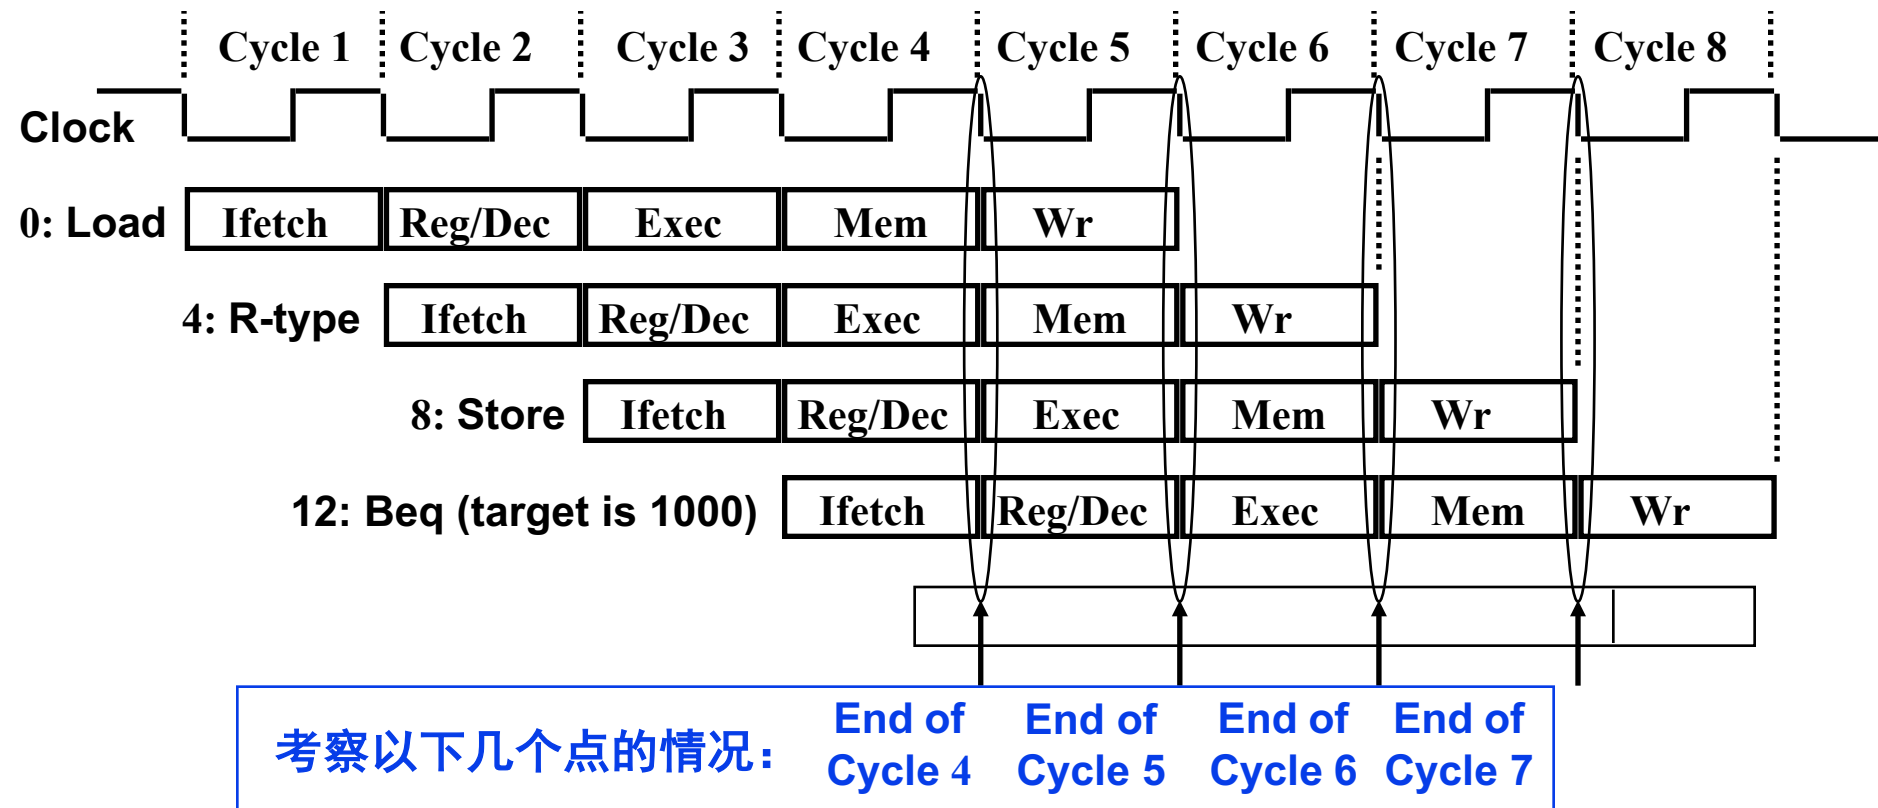 Cycle 1 Cycle 2 Cycle 3 Cycle 4 Cycle 5 Cycle 6 Cycle 7 Cycle 8
Clock
0: Load Ifetch Reg/Dec Exec Mem Wr
4: R-type Ifetch Reg/Dec Exec Mem Wr
8: Store Ifetch Reg/Dec Exec Mem Wr
12: Beq (target is 1000) Ifetch Reg/Dec Exec Mem Wr
考察以下几个点的情况：
End of Cycle 4
End of Cycle 5
End of Cycle 6
End of Cycle 7